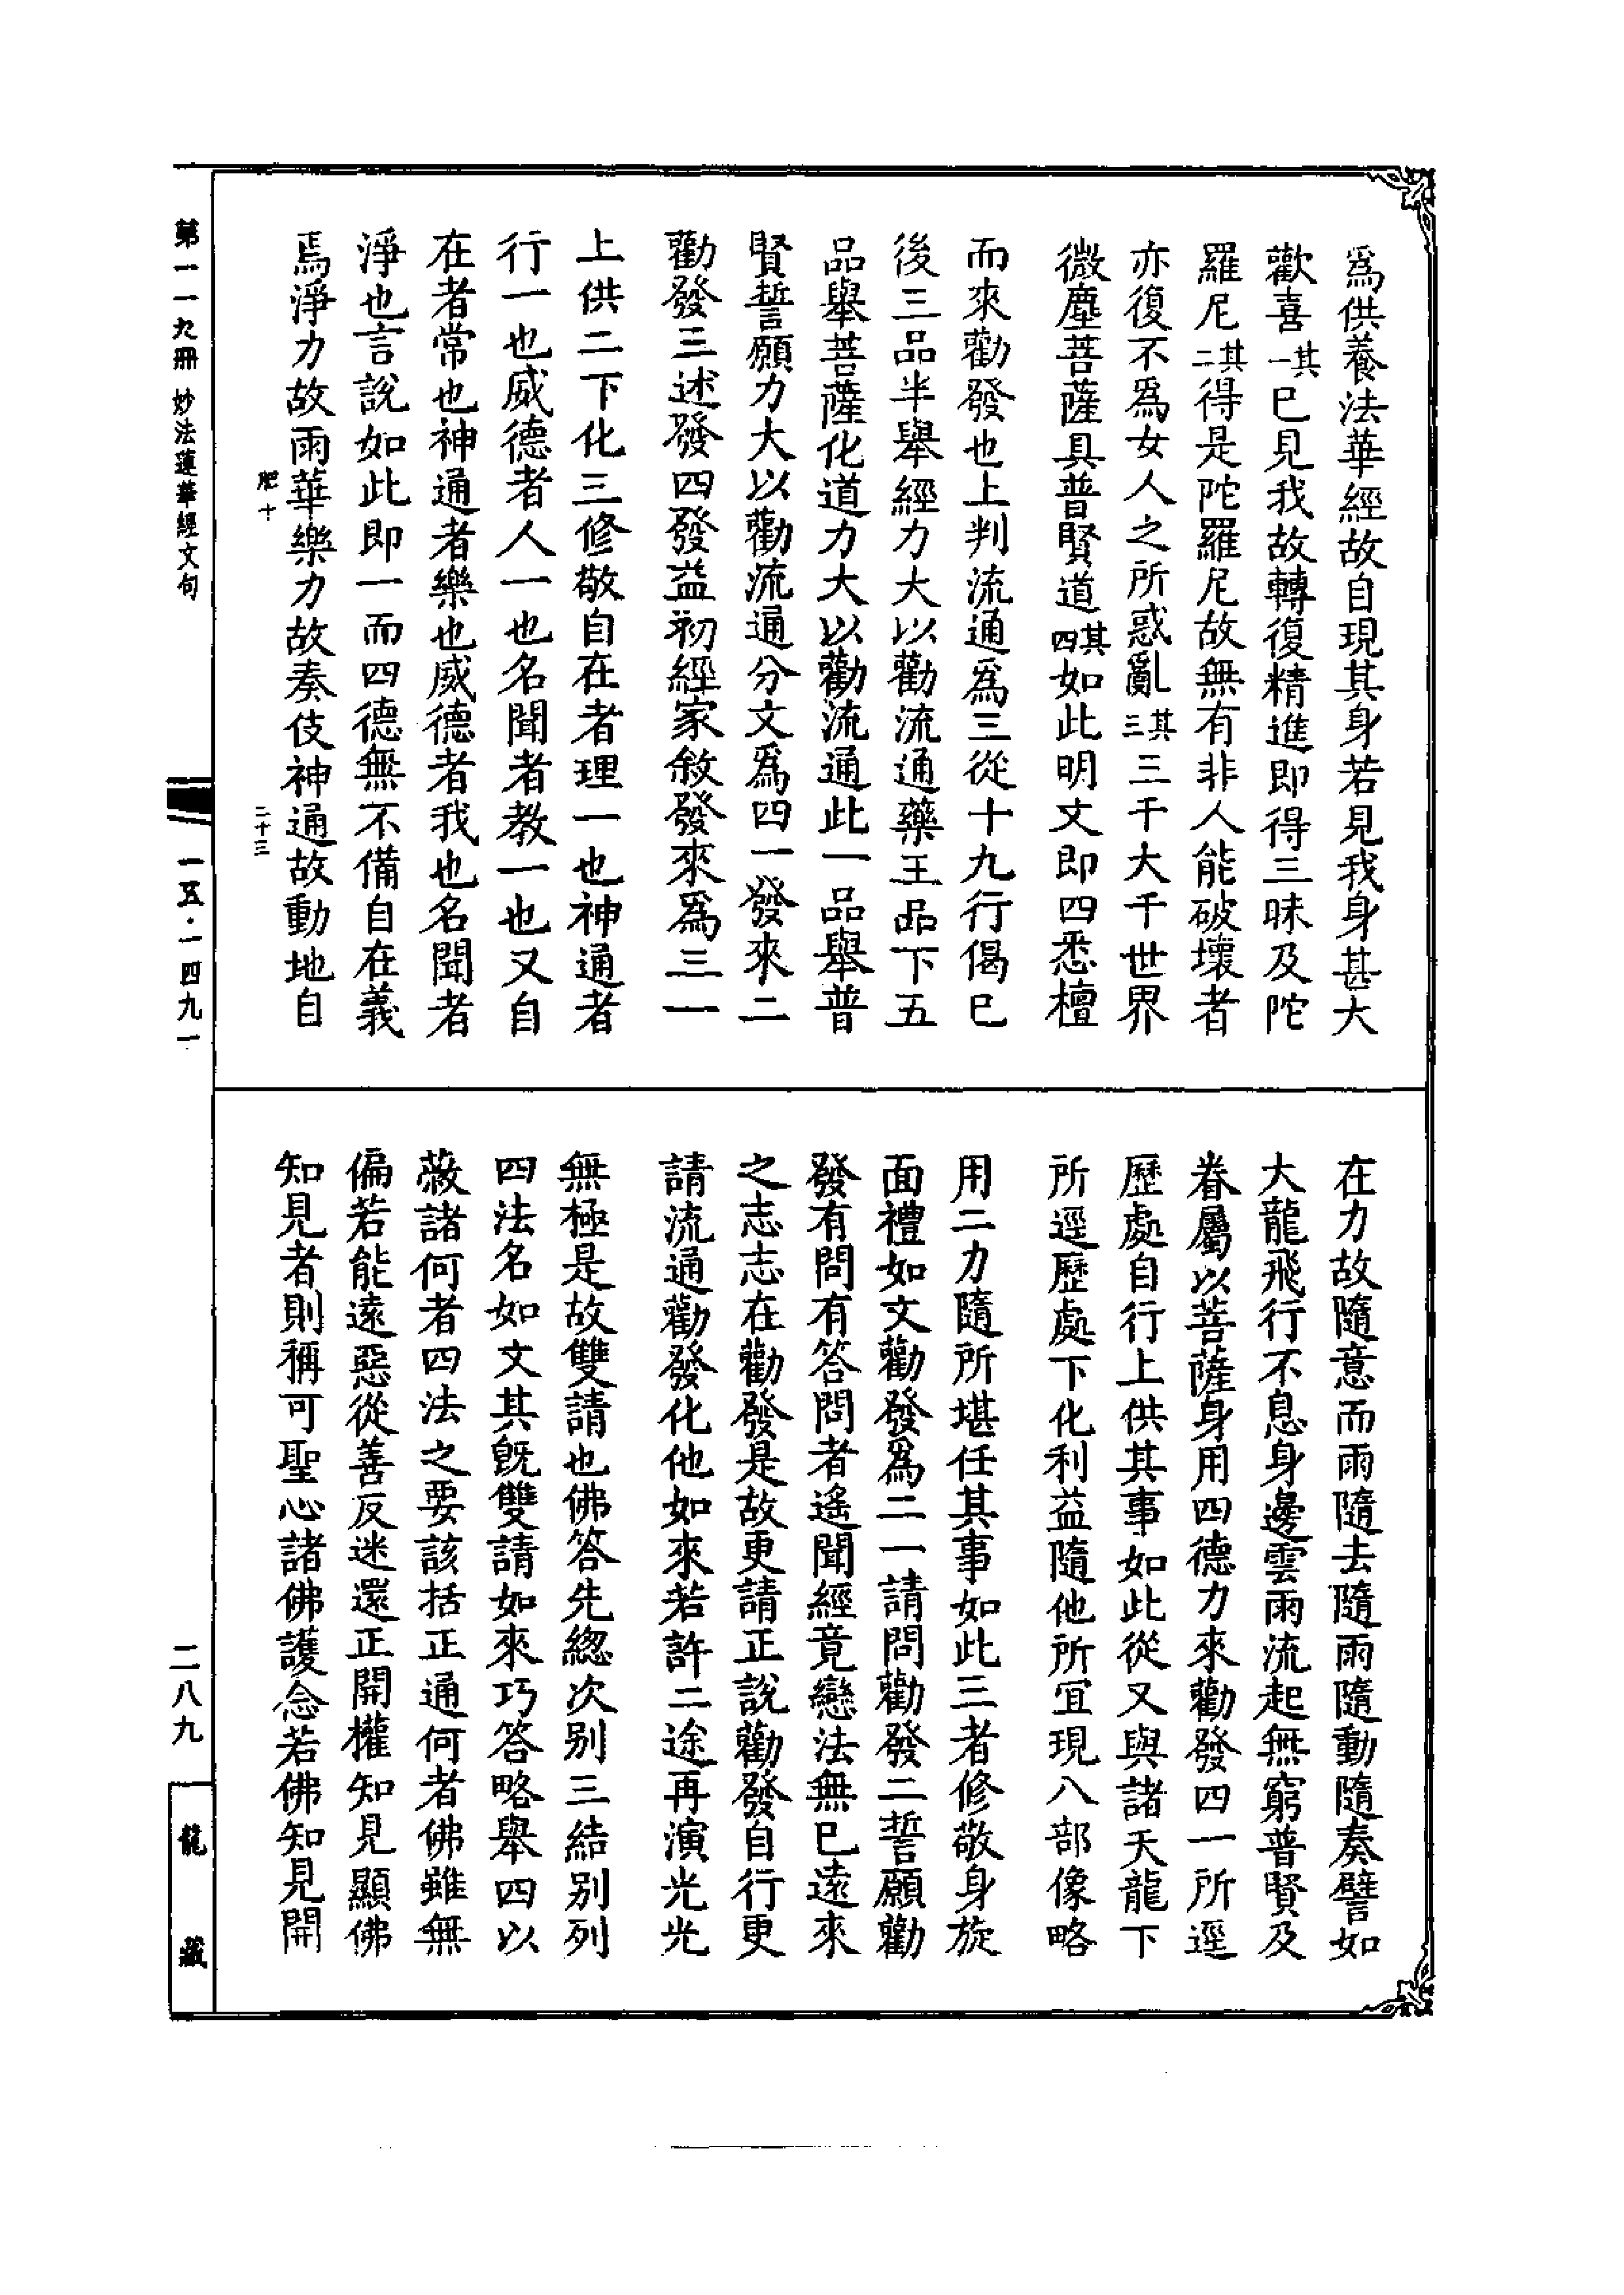 爲供養法華經故自現其身若見我身甚大
歡喜其一已見我故轉復精進即得三昧及陀
羅尼其二得是陀羅尼故無有非人能破壞者
亦復不爲女人之所惑亂其三三千大千世界
微塵菩薩具普賢道其四如此明文即四悉檀
而來勸發也上判流通爲三從十九行偈已
後三品半舉經力大以勸流通藥王品下五
品舉菩薩化道力大以勸流通此一品舉普
賢誓願力大以勸流通分文爲四一發來二
勸發三述發四發益初經家敘發來爲三一
上供二下化三修敬自在者理一也神通者
行一也威德者人一也名聞者教一也又自
在者常也神通者樂也威德者我也名聞者
淨也言說如此即一而四德無不備自在義
焉淨力故雨華樂力故奏伎神通故動地自
肥十
二十三
在力故隨意而雨隨去隨雨隨動隨奏譬如
大龍飛行不息身邊雲雨流起無窮普賢及
眷屬以菩薩身用四德力來勸發四一所逕
歷處自行上供其事如此從又與諸天龍下
所逕歷處下化利益隨他所宜現八部像略
用二力隨所堪任其事如此三者修敬身旋
面禮如文勸發爲二一請問勸發二誓願勸
發有問有答問者遙聞經竟戀法無已遠來
之志志在勸發是故更請正說勸發自行更
請流通勸發化他如來若許二途再演光光
無極是故雙請也佛答先總次別三結別列
四法名如文其旣雙請如來巧答略舉四以
蔽諸何者四法之要該括正通何者佛雖無
偏若能遠惡從善反迷還正開權知見顯佛
知見者則稱可聖心諸佛護念若佛知見開
第一一九冊 妙法蓮華經文句
一五·一四九一
二八九
龍藏